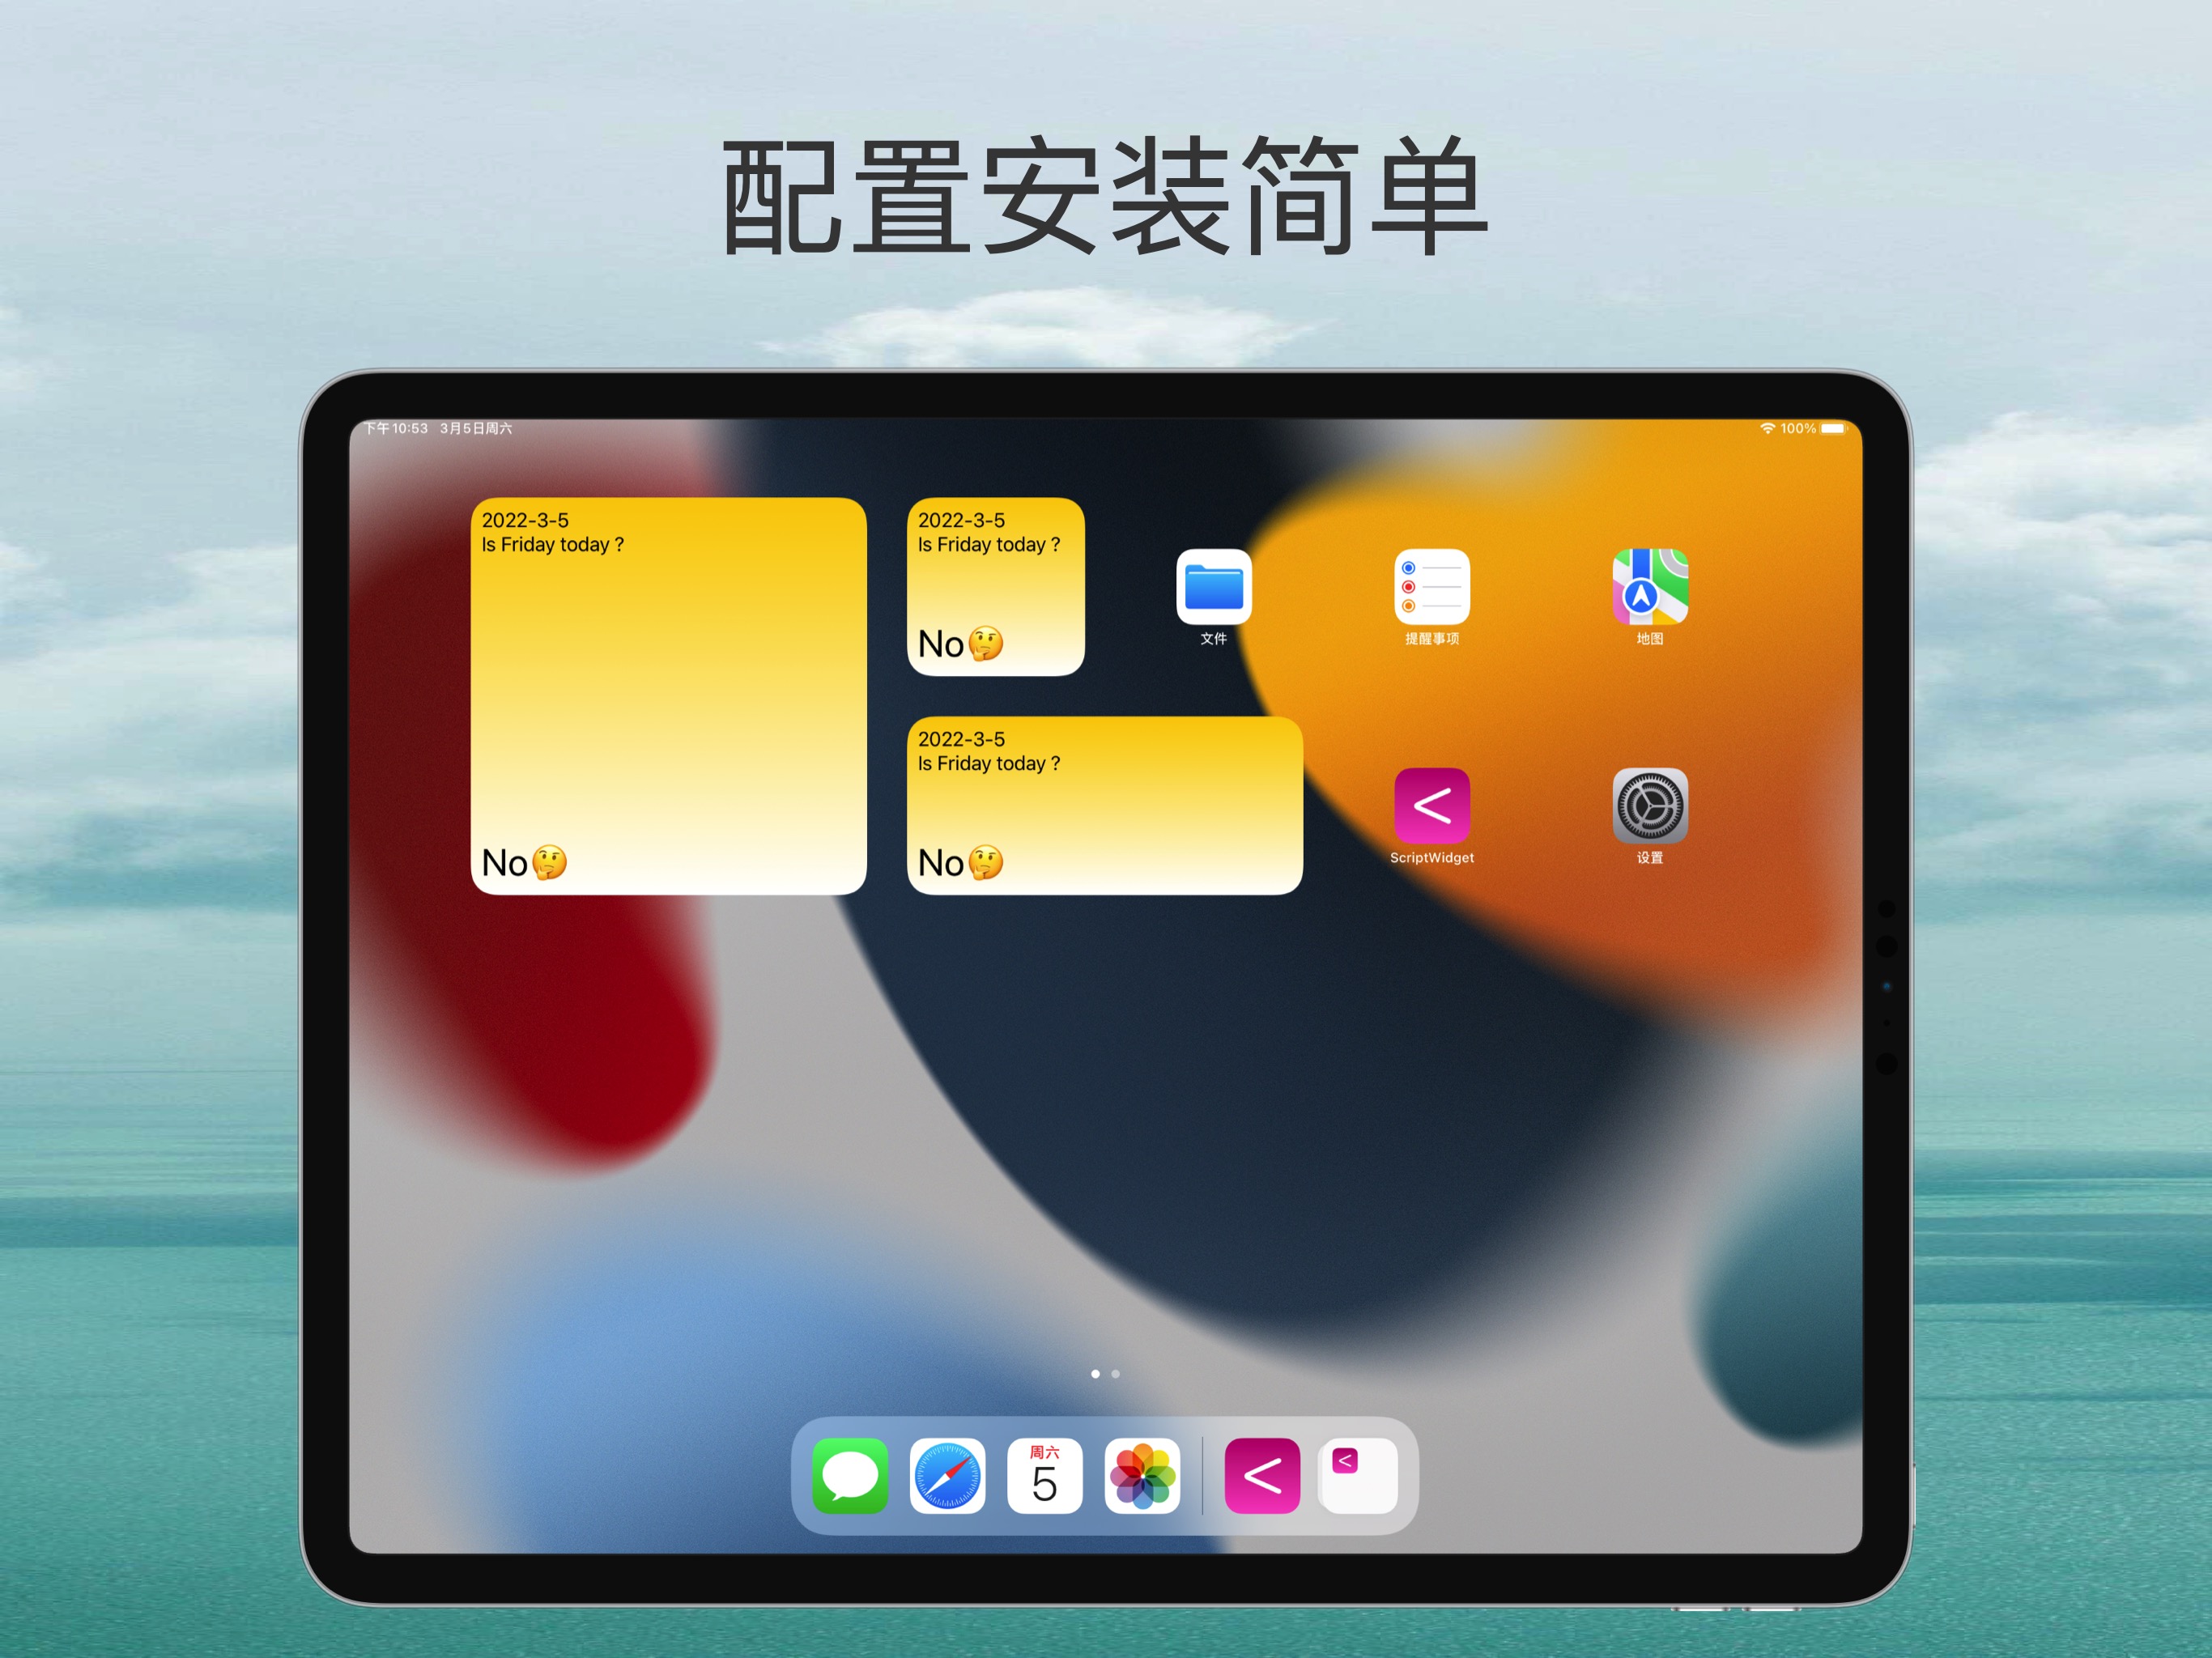 配置安装简单
下午10:53 3月5日周六
100%
2022-3-5
Is Friday today ?
No🤔
2022-3-5
Is Friday today ?
No🤔
文件
提醒事项
地图
2022-3-5
Is Friday today ?
No🤔
ScriptWidget
设置
周六
5